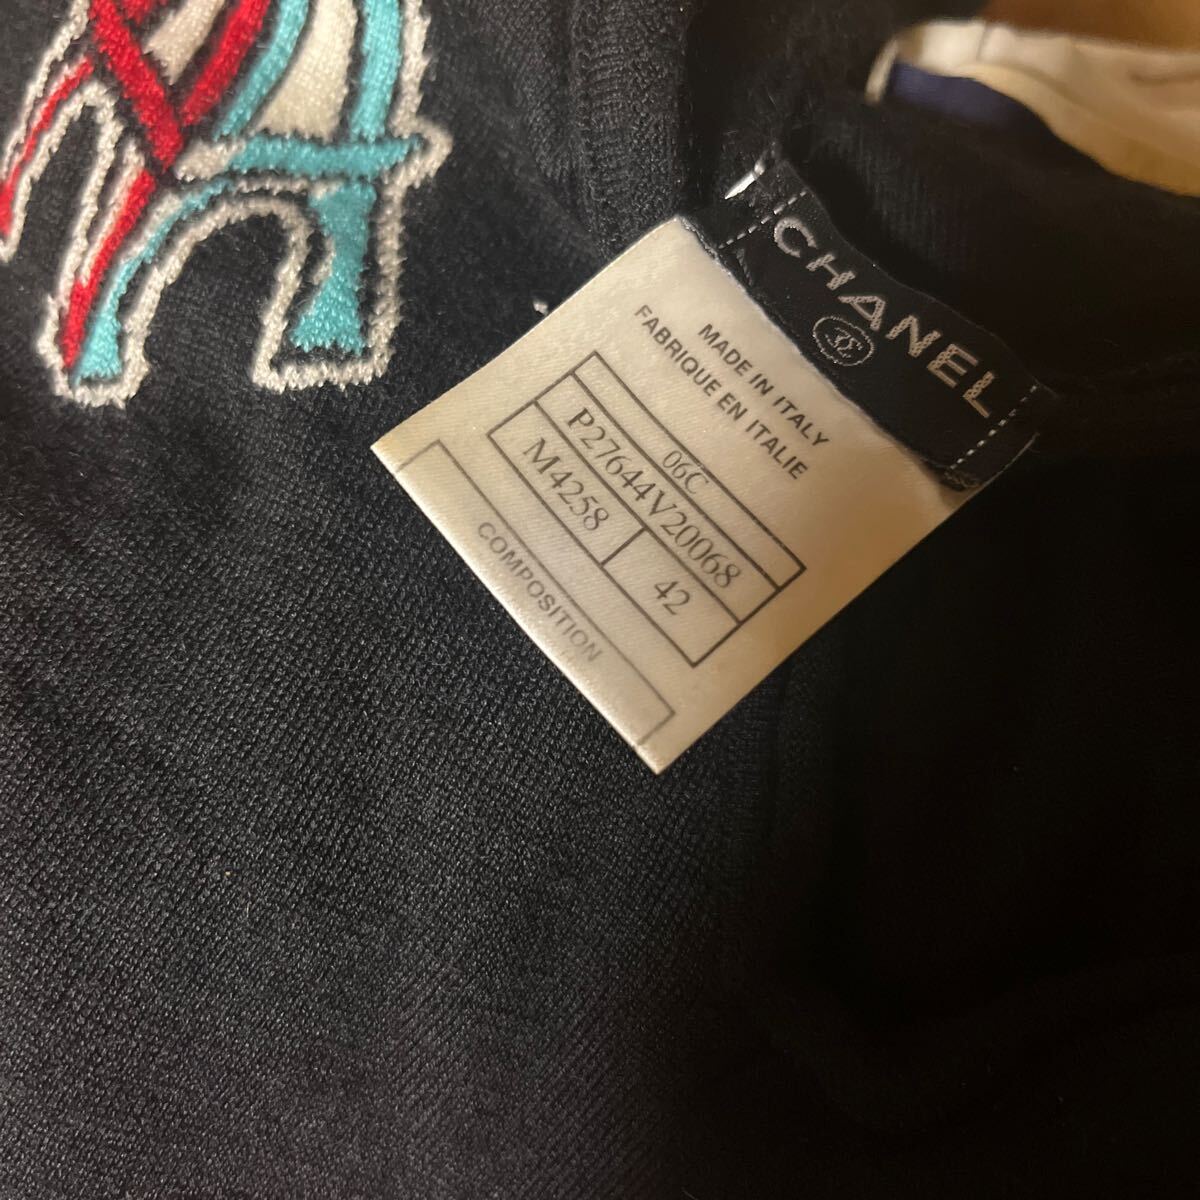 CHANEL
MADE IN ITALY
FABRIQUE EN ITALIE
06C
P27644V20068
M4258 42
COMPOSITION